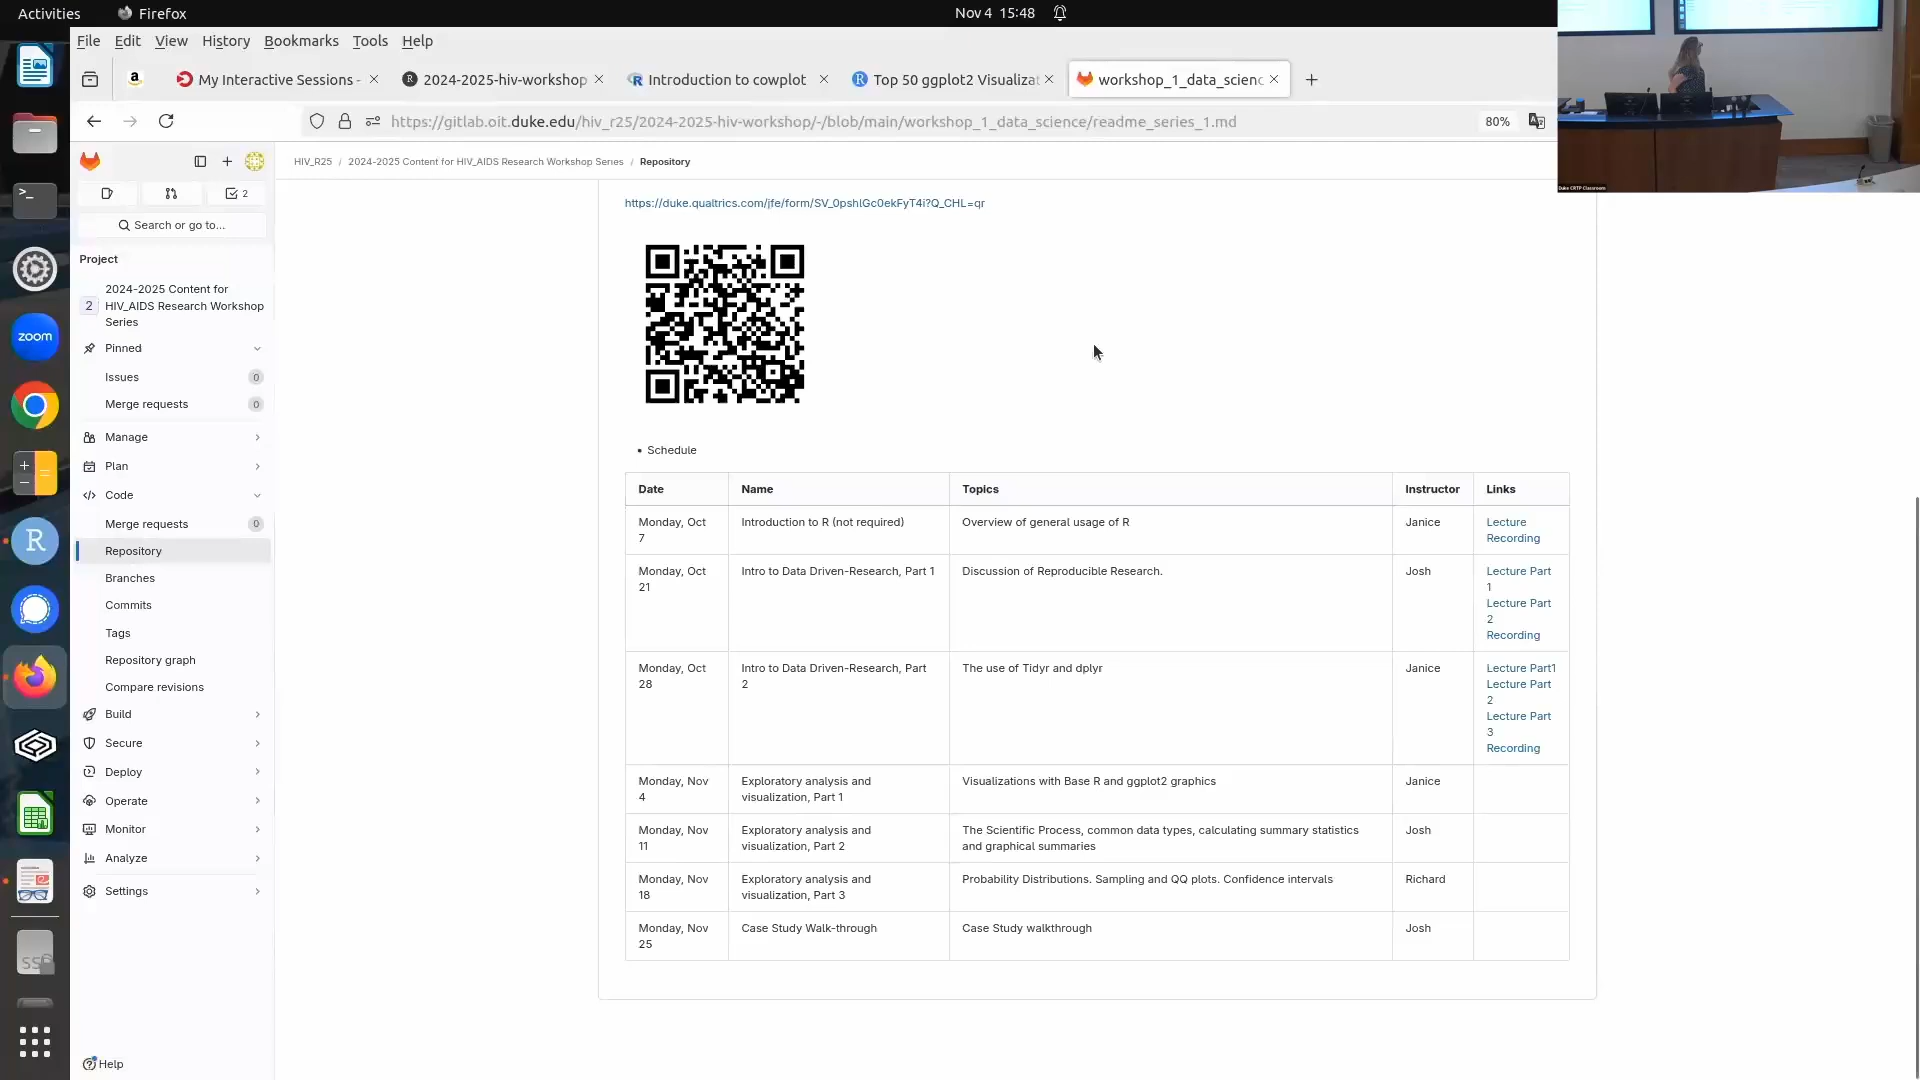 Activities
Firefox
Nov 4 15:48
File Edit View History Bookmarks Tools Help
My Interactive Sessions -
2024-2025-hiv-workshop
Introduction to cowplot
Top 50 ggplot2 Visualizat
workshop_1_data_scienc
https://gitlab.oit.duke.edu/hiv_r25/2024-2025-hiv-workshop/-/blob/main/workshop_1_data_science/readme_series_1.md
80%
HIV_R25 / 2024-2025 Content for HIV_AIDS Research Workshop Series / Repository
2
Search or go to...
Project
2
2024-2025 Content for
HIV_AIDS Research Workshop
Series
Pinned
Issues 0
Merge requests 0
Manage
Plan
Code
Merge requests 0
Repository
Branches
Commits
Tags
Repository graph
Compare revisions
Build
Secure
Deploy
Operate
Monitor
Analyze
Settings
Help
zoom
R
https://duke.qualtrics.com/jfe/form/SV_0pshlGc0ekFyT4i?Q_CHL=qr
• Schedule
Date Name Topics Instructor Links
Monday, Oct
7
Introduction to R (not required)
Overview of general usage of R
Janice
Lecture
Recording
Monday, Oct
21
Intro to Data Driven-Research, Part 1
Discussion of Reproducible Research.
Josh
Lecture Part
1
Lecture Part
2
Recording
Monday, Oct
28
Intro to Data Driven-Research, Part
2
The use of Tidyr and dplyr
Janice
Lecture Part1
Lecture Part
2
Lecture Part
3
Recording
Monday, Nov
4
Exploratory analysis and
visualization, Part 1
Visualizations with Base R and ggplot2 graphics
Janice
Monday, Nov
11
Exploratory analysis and
visualization, Part 2
The Scientific Process, common data types, calculating summary statistics
and graphical summaries
Josh
Monday, Nov
18
Exploratory analysis and
visualization, Part 3
Probability Distributions. Sampling and QQ plots. Confidence intervals
Richard
Monday, Nov
25
Case Study Walk-through
Case Study walkthrough
Josh
Duke CRTP Classroom